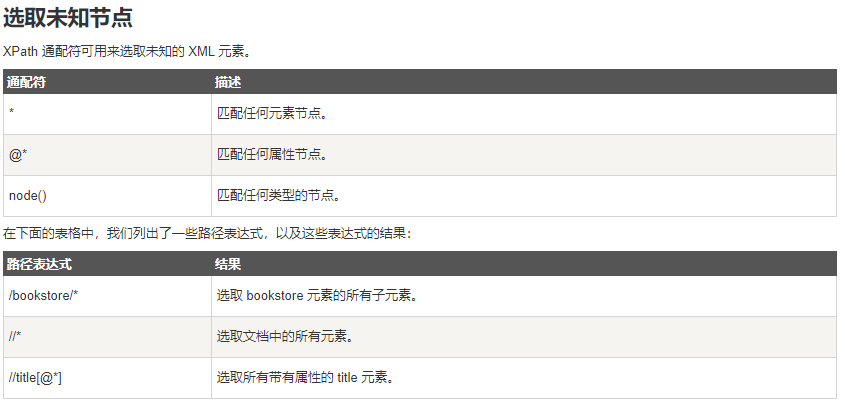 选取未知节点
XPath 通配符可用来选取未知的 XML 元素。
通配符 描述
* 匹配任何元素节点。
@* 匹配任何属性节点。
node() 匹配任何类型的节点。
在下面的表格中，我们列出了一些路径表达式，以及这些表达式的结果：
路径表达式 结果
/bookstore/* 选取 bookstore 元素的所有子元素。
//* 选取文档中的所有元素。
//title[@*] 选取所有带有属性的 title 元素。